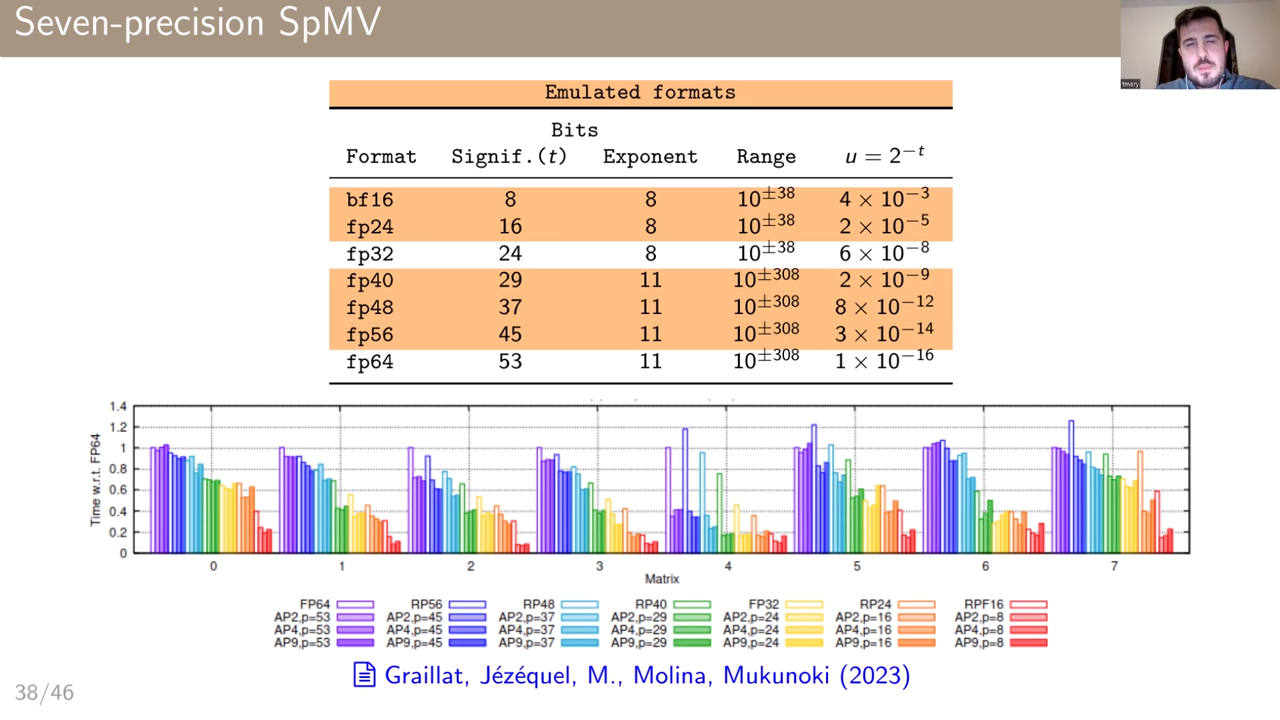 Seven-precision SpMV
tmary
Emulated formats
Bits
Format Signif.(t) Exponent Range u = 2^{-t}
bf16 8 8 10^{±38} 4 × 10^{-3}
fp24 16 8 10^{±38} 2 × 10^{-5}
fp32 24 8 10^{±38} 6 × 10^{-8}
fp40 29 11 10^{±308} 2 × 10^{-9}
fp48 37 11 10^{±308} 8 × 10^{-12}
fp56 45 11 10^{±308} 3 × 10^{-14}
fp64 53 11 10^{±308} 1 × 10^{-16}
Time w.r.t. FP64
1.4
1.2
1
0.8
0.6
0.4
0.2
0
0 1 2 3 4 5 6 7
Matrix
FP64 RP56 RP48 RP40 FP32 RP24 RPF16
AP2,p=53 AP2,p=45 AP2,p=37 AP2,p=29 AP2,p=24 AP2,p=16 AP2,p=8
AP4,p=53 AP4,p=45 AP4,p=37 AP4,p=29 AP4,p=24 AP4,p=16 AP4,p=8
AP9,p=53 AP9,p=45 AP9,p=37 AP9,p=29 AP9,p=24 AP9,p=16 AP9,p=8
Graillat, Jézéquel, M., Molina, Mukunoki (2023)
38/46